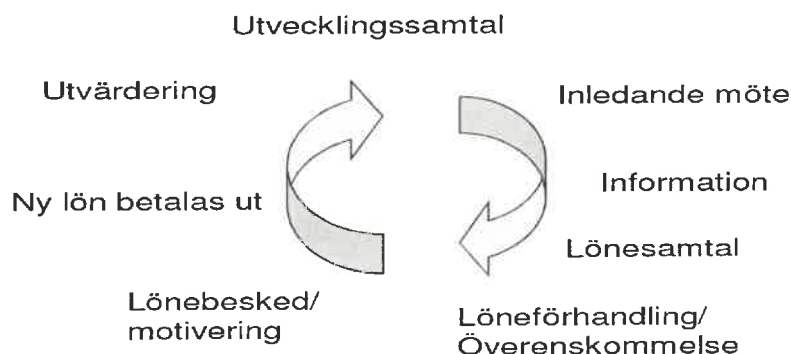 Utvecklingssamtal
Inledande möte
Information
Lönesamtal
Löneförhandling/
Överenskommelse
Lönebesked/
motivering
Ny lön betalas ut
Utvärdering